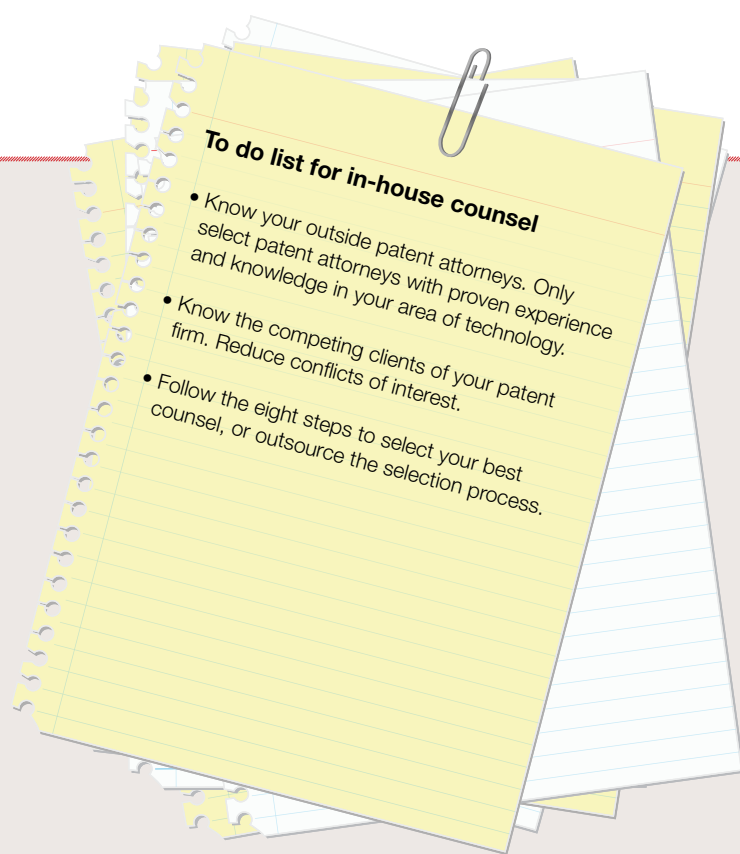 To do list for in-house counsel
• Know your outside patent attorneys. Only
select patent attorneys with proven experience
and knowledge in your area of technology.
• Know the competing clients of your patent
firm. Reduce conflicts of interest.
• Follow the eight steps to select your best
counsel, or outsource the selection process.